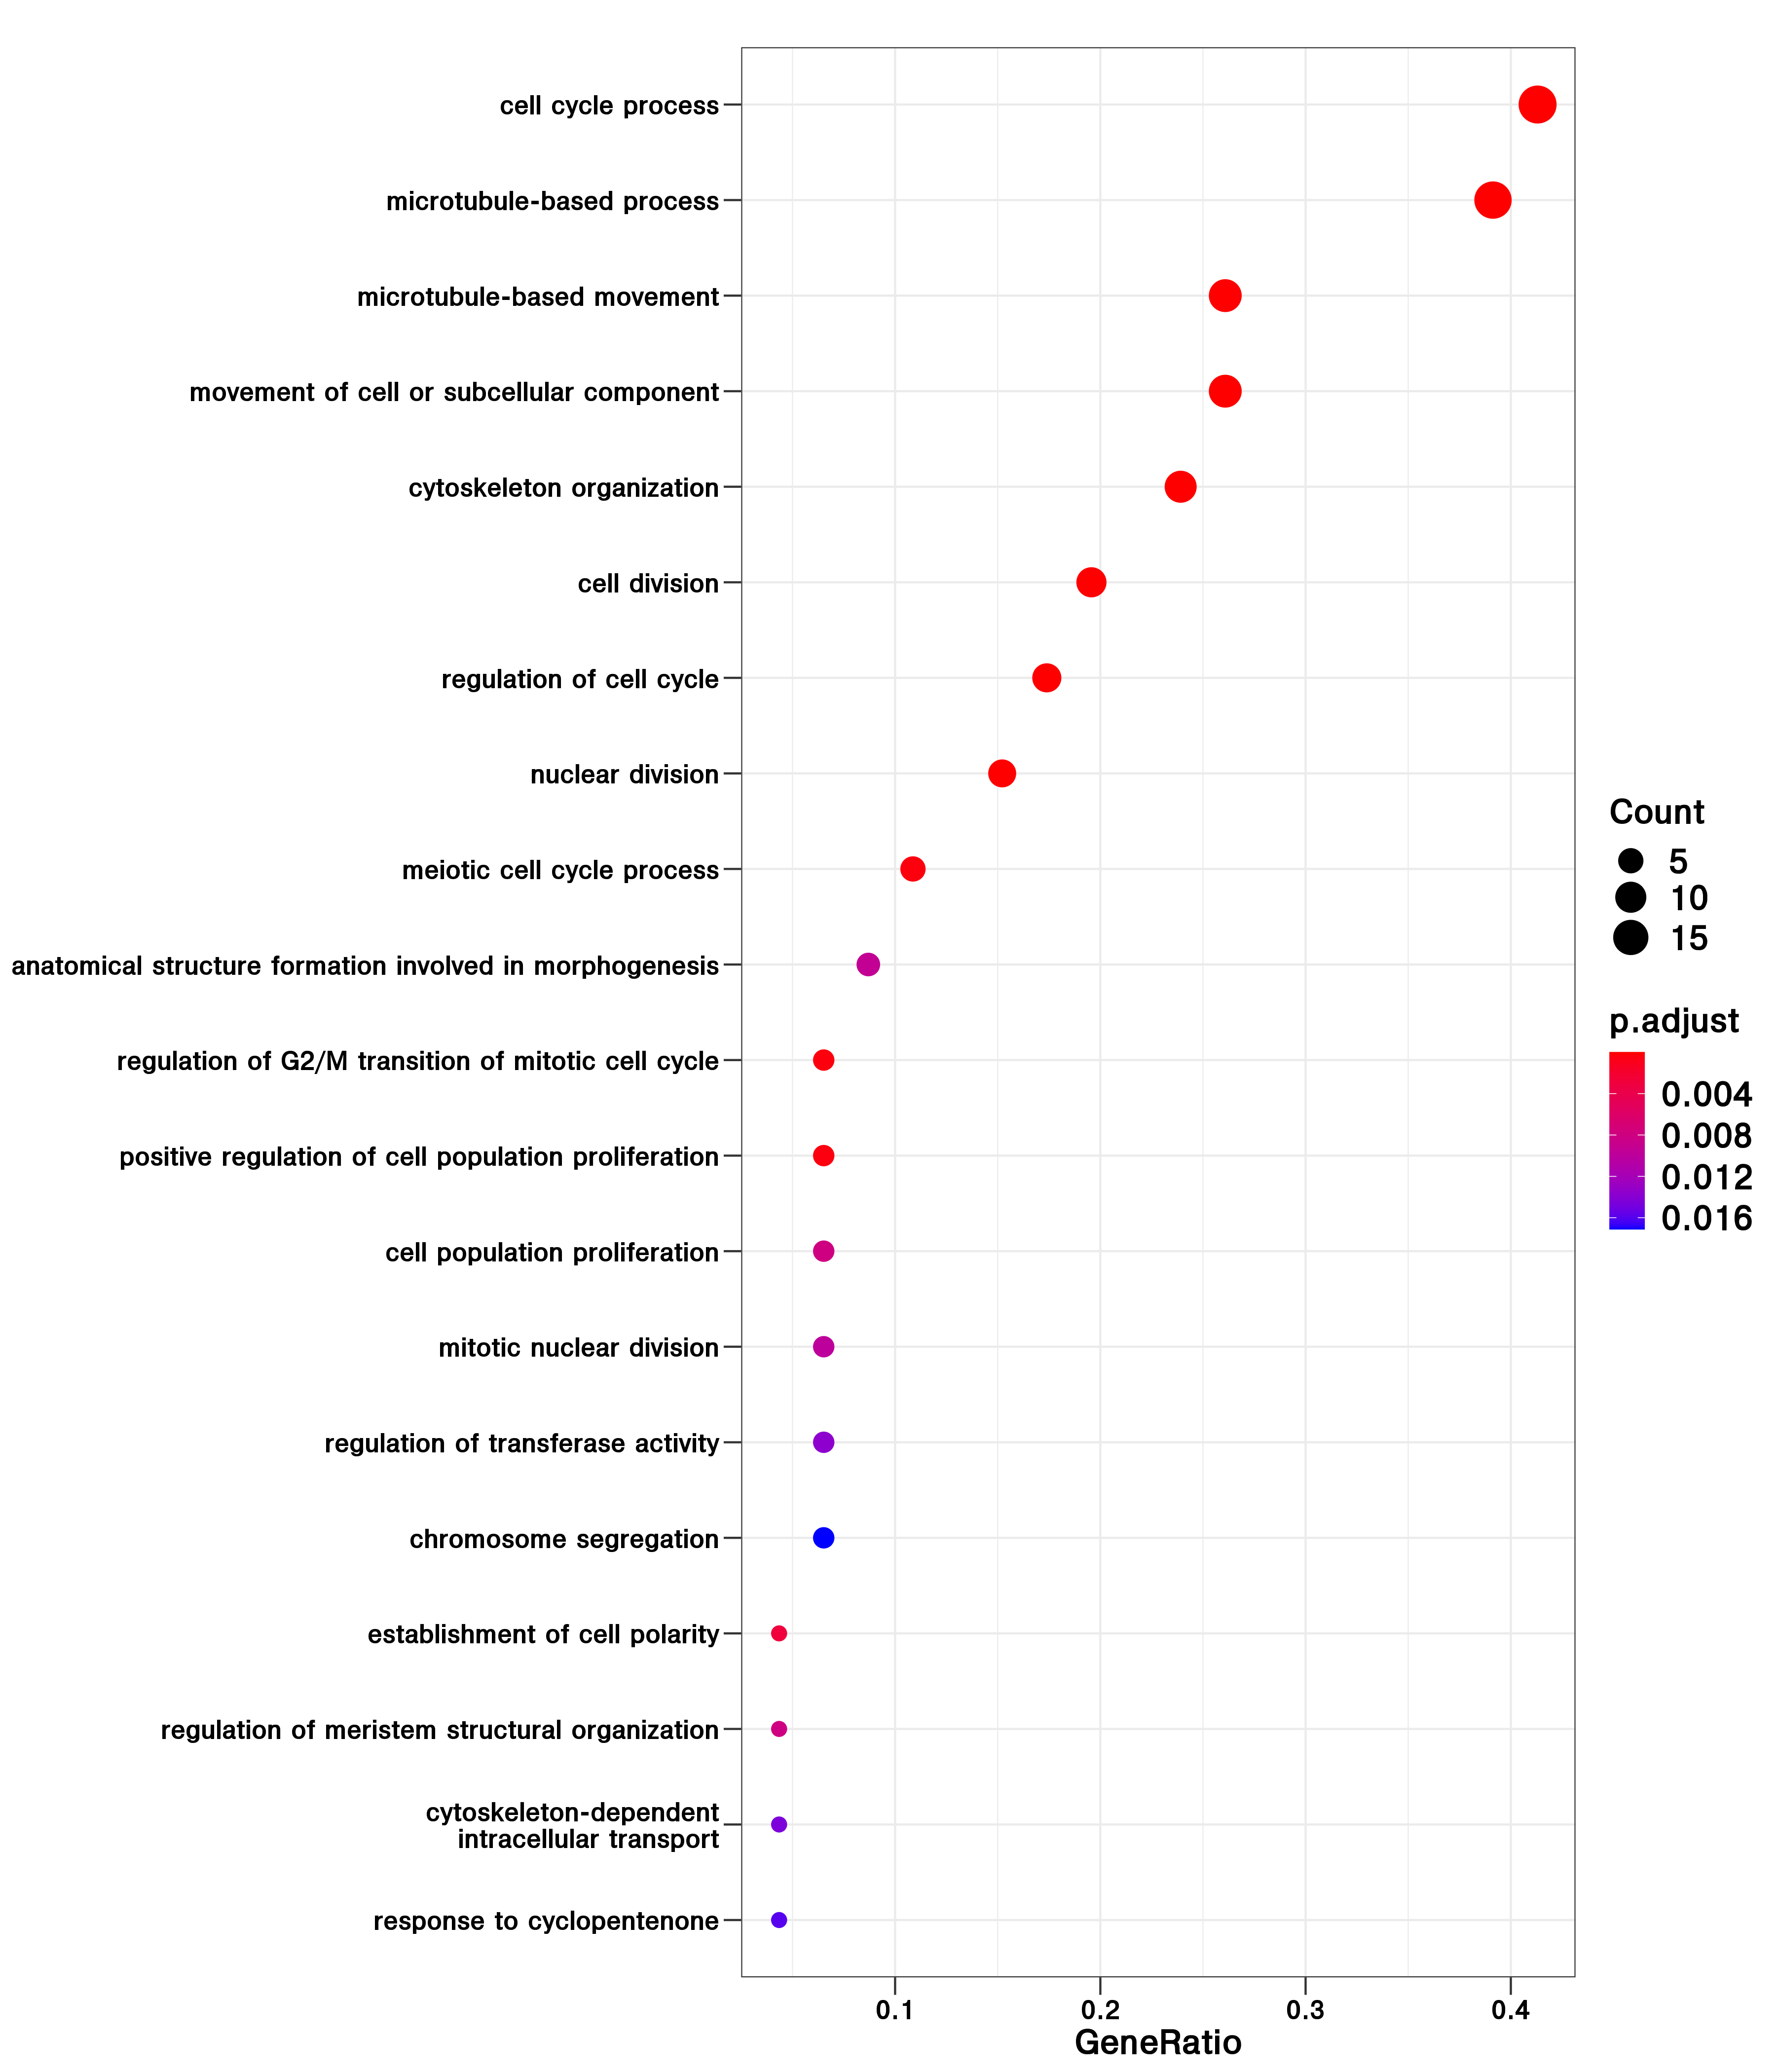 cell cycle process
microtubule-based process
microtubule-based movement
movement of cell or subcellular component
cytoskeleton organization
cell division
regulation of cell cycle
nuclear division
meiotic cell cycle process
anatomical structure formation involved in morphogenesis
regulation of G2/M transition of mitotic cell cycle
positive regulation of cell population proliferation
cell population proliferation
mitotic nuclear division
regulation of transferase activity
chromosome segregation
establishment of cell polarity
regulation of meristem structural organization
cytoskeleton-dependent
intracellular transport
response to cyclopentenone
0.1 0.2 0.3 0.4
GeneRatio
Count
5
10
15
p.adjust
0.004
0.008
0.012
0.016